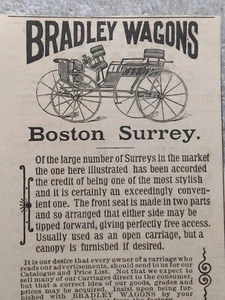 BRADLEY WAGONS
Boston Surrey.
Of the large number of Surreys in the market
the one here illustrated has been accorded
the credit of being one of the most stylish
and it is certainly an exceedingly conven-
ient one. The front seat is made in two parts
and so arranged that either side may be
tipped forward, giving perfectly free access.
Usually used as an open carriage, but a
canopy is furnished if desired.
It is our desire that every owner of a carriage who
reads our advertisements, should send to us for our
Catalogue and Price List. Not that we expect to
sell many of our Carriages direct to the consumer,
but that a correct idea of our goods, grades and
prices may be acquired. Insist upon being fur-
nished with BRADLEY WAGONS by your